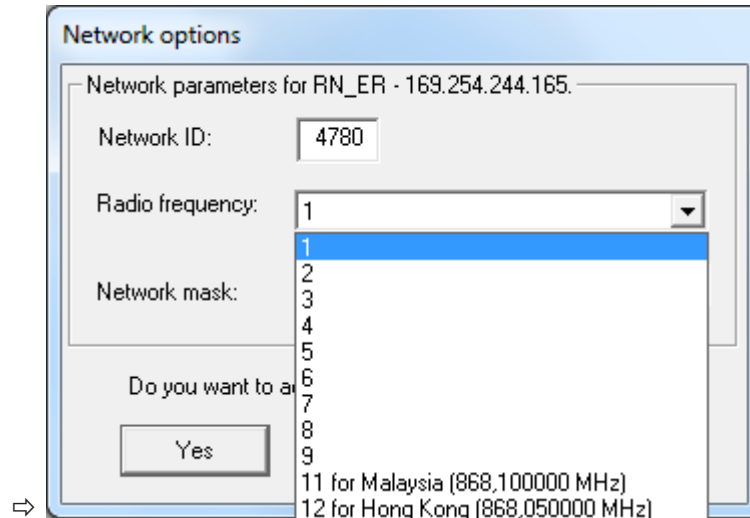 Network options
Network parameters for RN_ER - 169.254.244.165.
Network ID: 4780
Radio frequency: 1
1
2
Network mask:
3
4
5
Do you want to
6
7
8
Yes
9
11 for Malaysia (868,100000 MHz)
⇨ 12 for Hong Kong (868,050000 MHz)